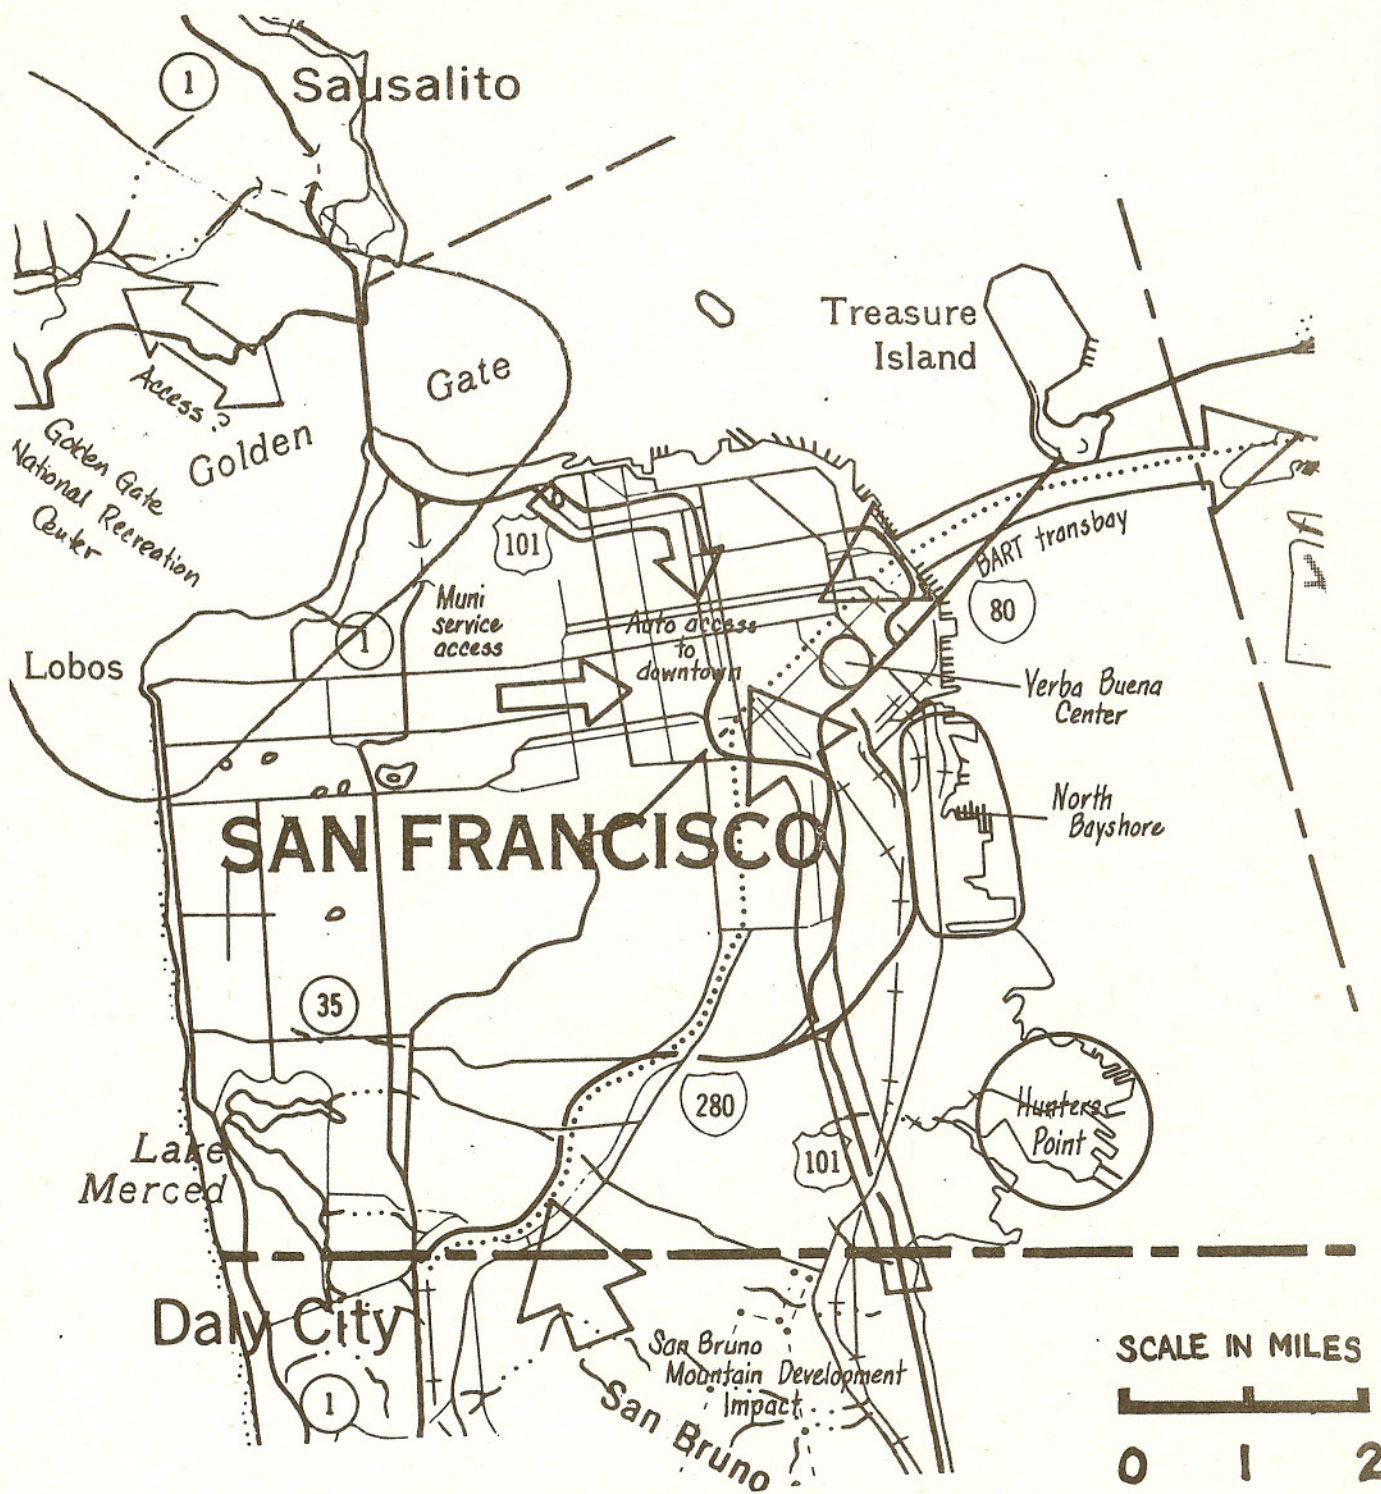 1
Sausalito
Treasure
Island
Gate
Access?
Golden
Golden Gate
National Recreation
Center
101
BART transbay
80
Muni
service
access
1
Auto access
to
downtown
Lobos
Yerba Buena
Center
North
Bayshore
SAN FRANCISCO
35
280
Hunters
Point
101
Lake
Merced
Daly City
San Bruno
Mountain Development
Impact
San Bruno
1
SCALE IN MILES
0 1 2